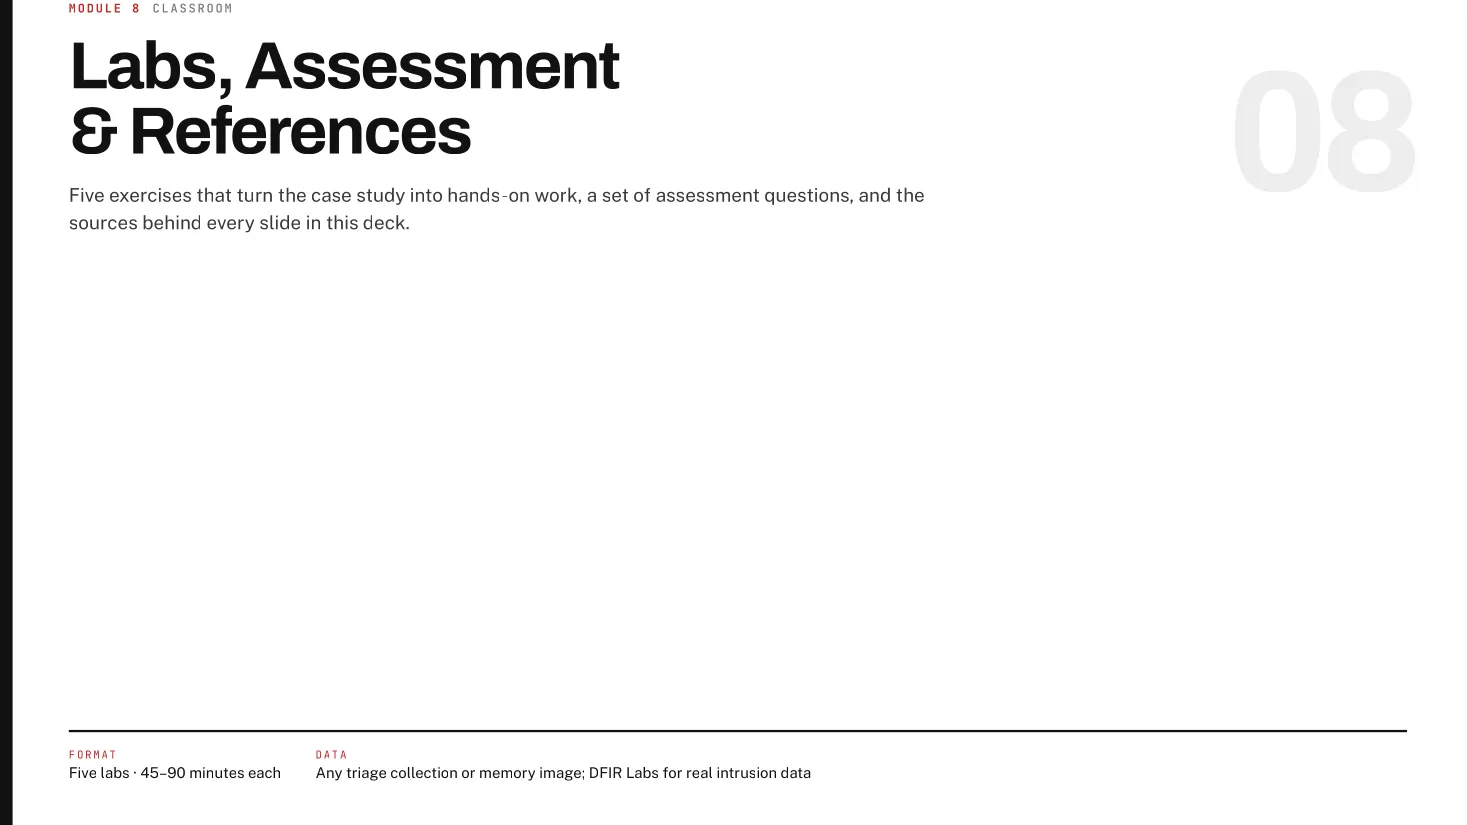 MODULE 8 CLASSROOM
Labs, Assessment
& References
08
Five exercises that turn the case study into hands-on work, a set of assessment questions, and the
sources behind every slide in this deck.
FORMAT
Five labs · 45–90 minutes each
DATA
Any triage collection or memory image; DFIR Labs for real intrusion data